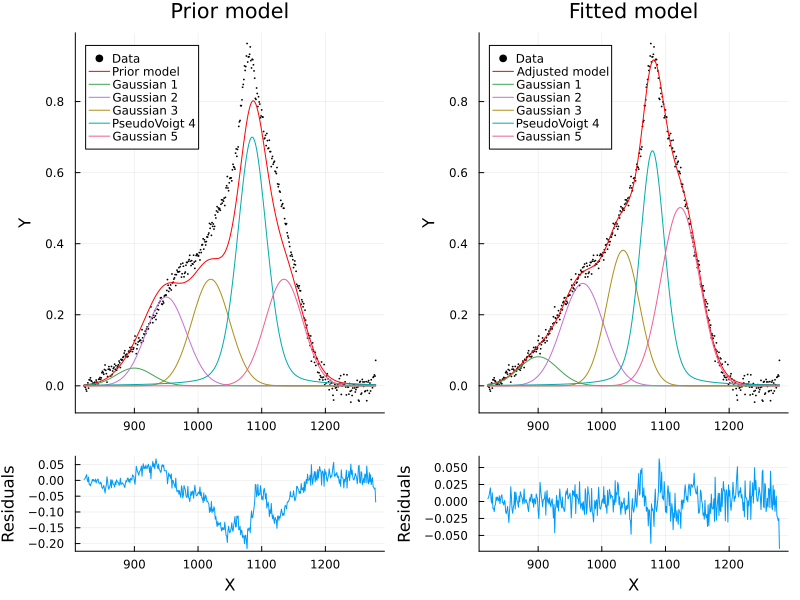 Prior model
Fitted model
Data
Prior model
Gaussian 1
Gaussian 2
Gaussian 3
PseudoVoigt 4
Gaussian 5
Y
0.8
0.6
0.4
0.2
0.0
900
1000
1100
1200
Data
Adjusted model
Gaussian 1
Gaussian 2
Gaussian 3
PseudoVoigt 4
Gaussian 5
Y
0.8
0.6
0.4
0.2
0.0
900
1000
1100
1200
Residuals
0.05
0.00
−0.05
−0.10
−0.15
−0.20
900
1000
1100
1200
X
Residuals
0.050
0.025
0.000
−0.025
−0.050
900
1000
1100
1200
X